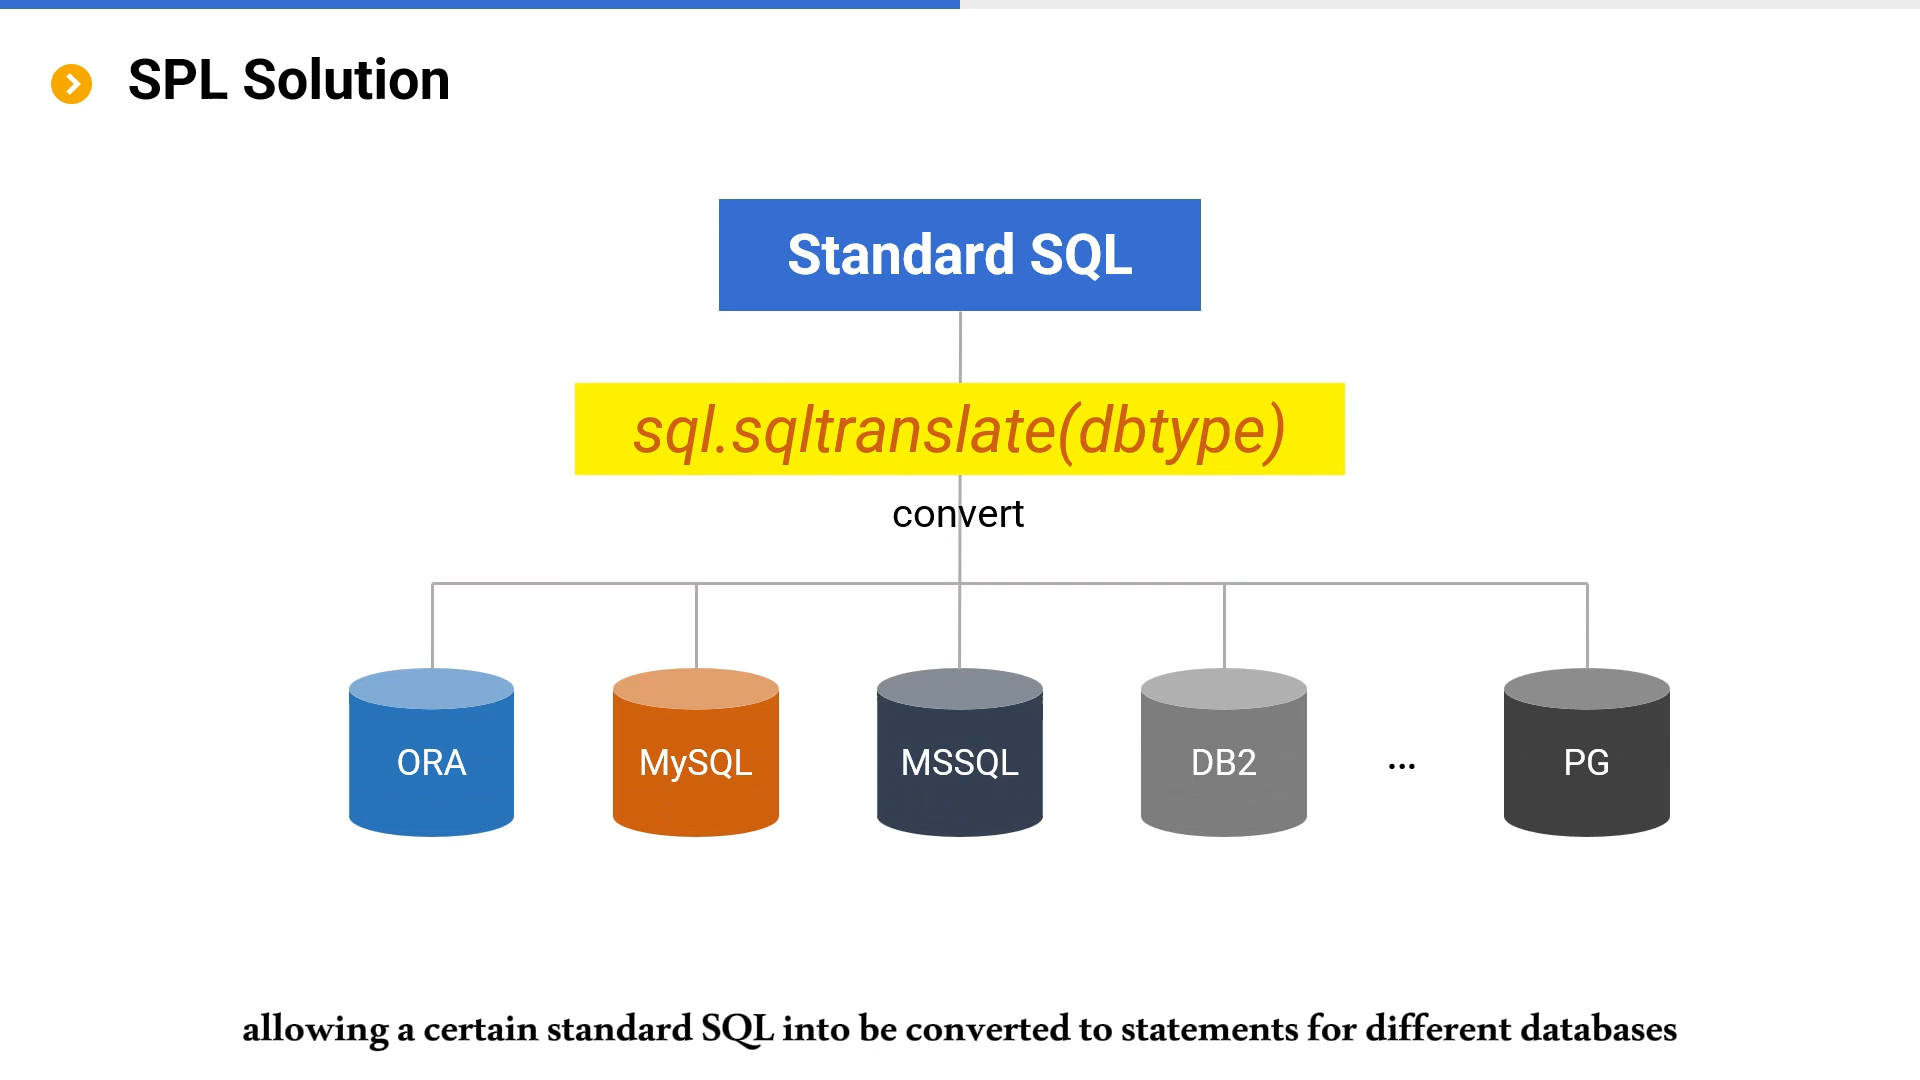 SPL Solution
Standard SQL
sql.sqltranslate(dbtype)
convert
ORA MySQL MSSQL DB2 ... PG
allowing a certain standard SQL into be converted to statements for different databases